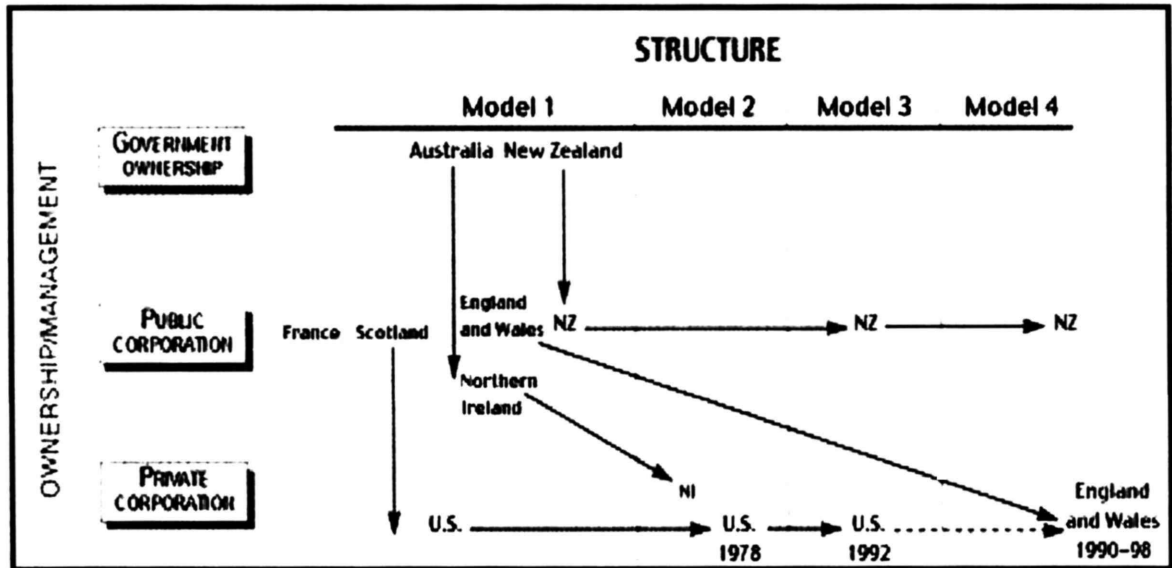 STRUCTURE
Model 1 Model 2 Model 3 Model 4
OWNERSHIP/MANAGEMENT
GOVERNMENT
OWNERSHIP
Australia New Zealand
PUBLIC
CORPORATION
France Scotland
England
and Wales
NZ
NZ
NZ
Northern
Ireland
PRIVATE
CORPORATION
NI
U.S.
U.S.
1978
U.S.
1992
England
and Wales
1990-98